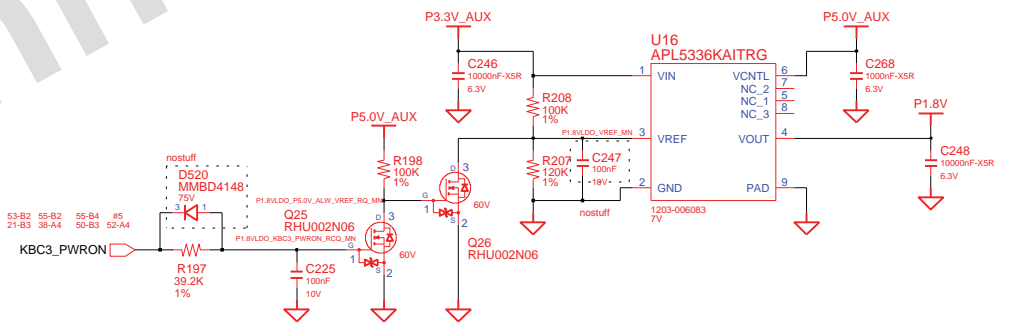 P3.3V_AUX
P5.0V_AUX
U16
APL5336KAITRG
C246
10000nF-X5R
6.3V
1
VIN
VCNTL
6
7
NC_2
5
NC_1
8
NC_3
C268
1000nF-X5R
6.3V
R208
100K
1%
P1.8V
P5.0V_AUX
P1.8VLDO_VREF_MN
3
VREF
VOUT
4
nostuff
D520
MMBD4148
75V
3
1
R198
100K
1%
D
3
R207
120K
1%
C247
100nF
10V
C248
10000nF-X5R
6.3V
2
GND
PAD
9
P1.8VLDO_P5.0V_ALW_VREF_RQ_MN
G
1
60V
S
2
nostuff
1203-006083
7V
53-B2 55-B2 55-B4 #5
21-B3 38-A4 50-B3 52-A4
Q25
RHU002N06
D
3
P1.8VLDO_KBC3_PWRON_RCQ_MN
G
1
60V
S
2
Q26
RHU002N06
KBC3_PWRON
R197
39.2K
1%
C225
100nF
10V